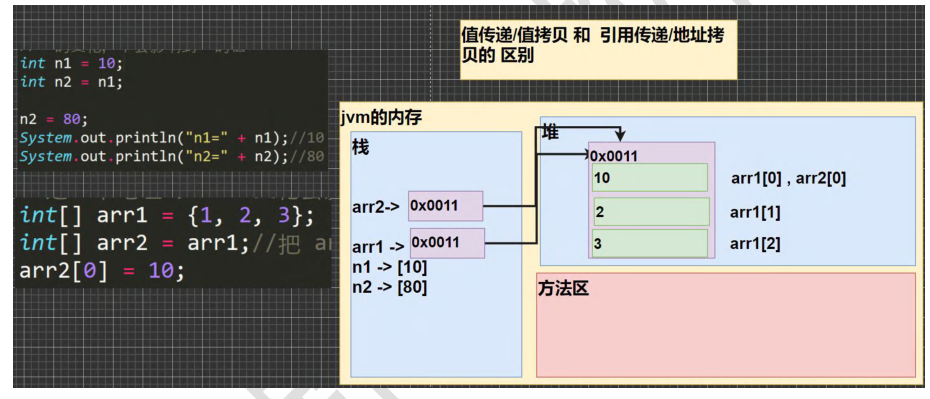 int n1 = 10;
int n2 = n1;
n2 = 80;
System.out.println("n1=" + n1);//10
System.out.println("n2=" + n2);//80
int[] arr1 = {1, 2, 3};
int[] arr2 = arr1;//把
arr2[0] = 10;
值传递/值拷贝 和 引用传递/地址拷
贝的 区别
jvm的内存
栈
arr2-> 0x0011
arr1 -> 0x0011
n1 -> [10]
n2 -> [80]
堆
0x0011
10 arr1[0] , arr2[0]
2 arr1[1]
3 arr1[2]
方法区